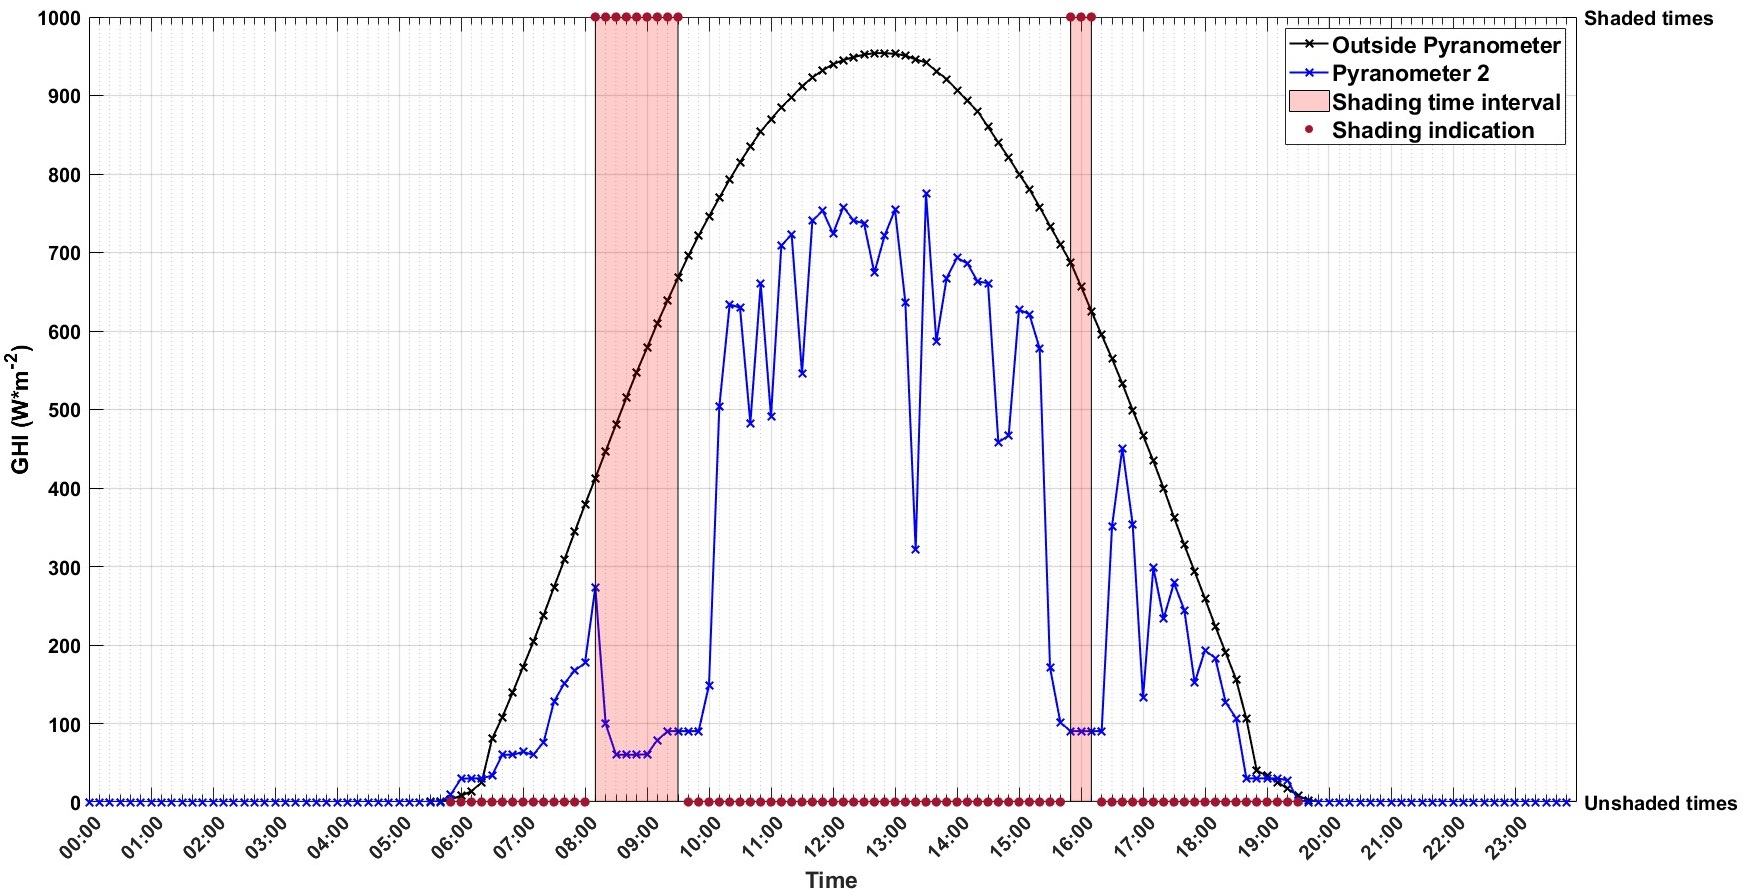 1000
900
800
700
600
500
400
300
200
100
0
GHI (W*m⁻²)
Shaded times
Outside Pyranometer
Pyranometer 2
Shading time interval
Shading indication
Unshaded times
00:00 01:00 02:00 03:00 04:00 05:00 06:00 07:00 08:00 09:00 10:00 11:00 12:00 13:00 14:00 15:00 16:00 17:00 18:00 19:00 20:00 21:00 22:00 23:00
Time